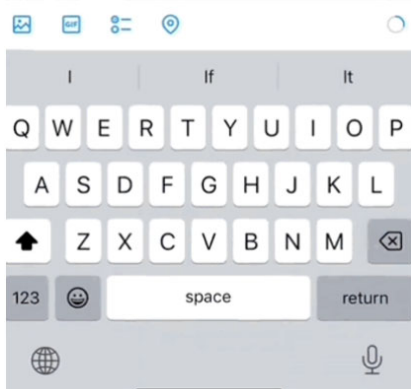 GIF
I If It
Q W E R T Y U I O P
A S D F G H J K L
Z X C V B N M
123 space return